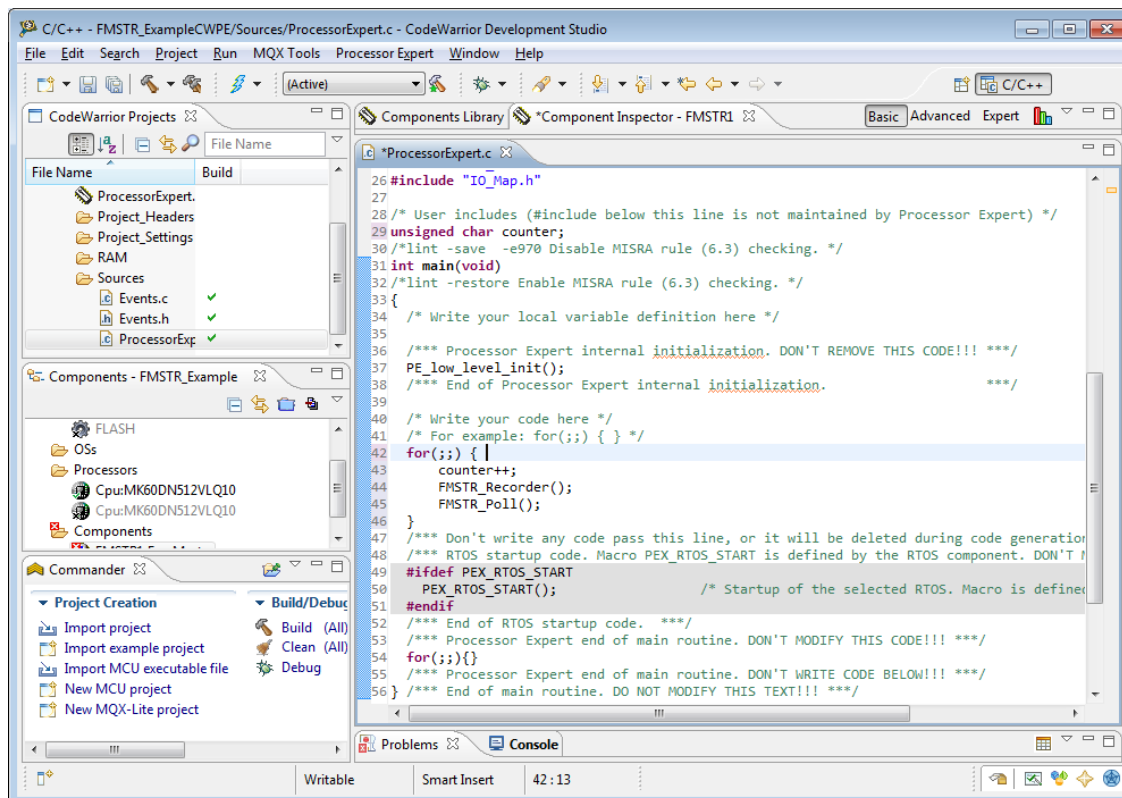 C/C++ - FMSTR_ExampleCWPE/Sources/ProcessorExpert.c - CodeWarrior Development Studio
File Edit Search Project Run MQX Tools Processor Expert Window Help
(Active)
C/C++
CodeWarrior Projects
File Name
File Name Build
ProcessorExpert.
Project_Headers
Project_Settings
RAM
Sources
Events.c
Events.h
ProcessorExp
Components - FMSTR_Example
FLASH
OSs
Processors
Cpu:MK60DN512VLQ10
Cpu:MK60DN512VLQ10
Components
Commander
Project Creation
Import project
Import example project
Import MCU executable file
New MCU project
New MQX-Lite project
Build/Debug
Build (All)
Clean (All)
Debug
Components Library *Component Inspector - FMSTR1 Basic Advanced Expert
*ProcessorExpert.c
26 #include "IO_Map.h"
27
28 /* User includes (#include below this line is not maintained by Processor Expert) */
29 unsigned char counter;
30 /*lint -save -e970 Disable MISRA rule (6.3) checking. */
31 int main(void)
32 /*lint -restore Enable MISRA rule (6.3) checking. */
33 {
34 /* Write your local variable definition here */
35
36 /*** Processor Expert internal initialization. DON'T REMOVE THIS CODE!!! ***/
37 PE_low_level_init();
38 /*** End of Processor Expert internal initialization. ***/
39
40 /* Write your code here */
41 /* For example: for(;;) { } */
42 for(;;) {
43 counter++;
44 FMSTR_Recorder();
45 FMSTR_Poll();
46 }
47 /*** Don't write any code pass this line, or it will be deleted during code generation
48 /*** RTOS startup code. Macro PEX_RTOS_START is defined by the RTOS component. DON'T M
49 #ifdef PEX_RTOS_START
50 PEX_RTOS_START(); /* Startup of the selected RTOS. Macro is defined
51 #endif
52 /*** End of RTOS startup code. ***/
53 /*** Processor Expert end of main routine. DON'T MODIFY THIS CODE!!! ***/
54 for(;;){}
55 /*** Processor Expert end of main routine. DON'T WRITE CODE BELOW!!! ***/
56 } /*** End of main routine. DO NOT MODIFY THIS TEXT!!! ***/
Problems Console
Writable Smart Insert 42 : 13